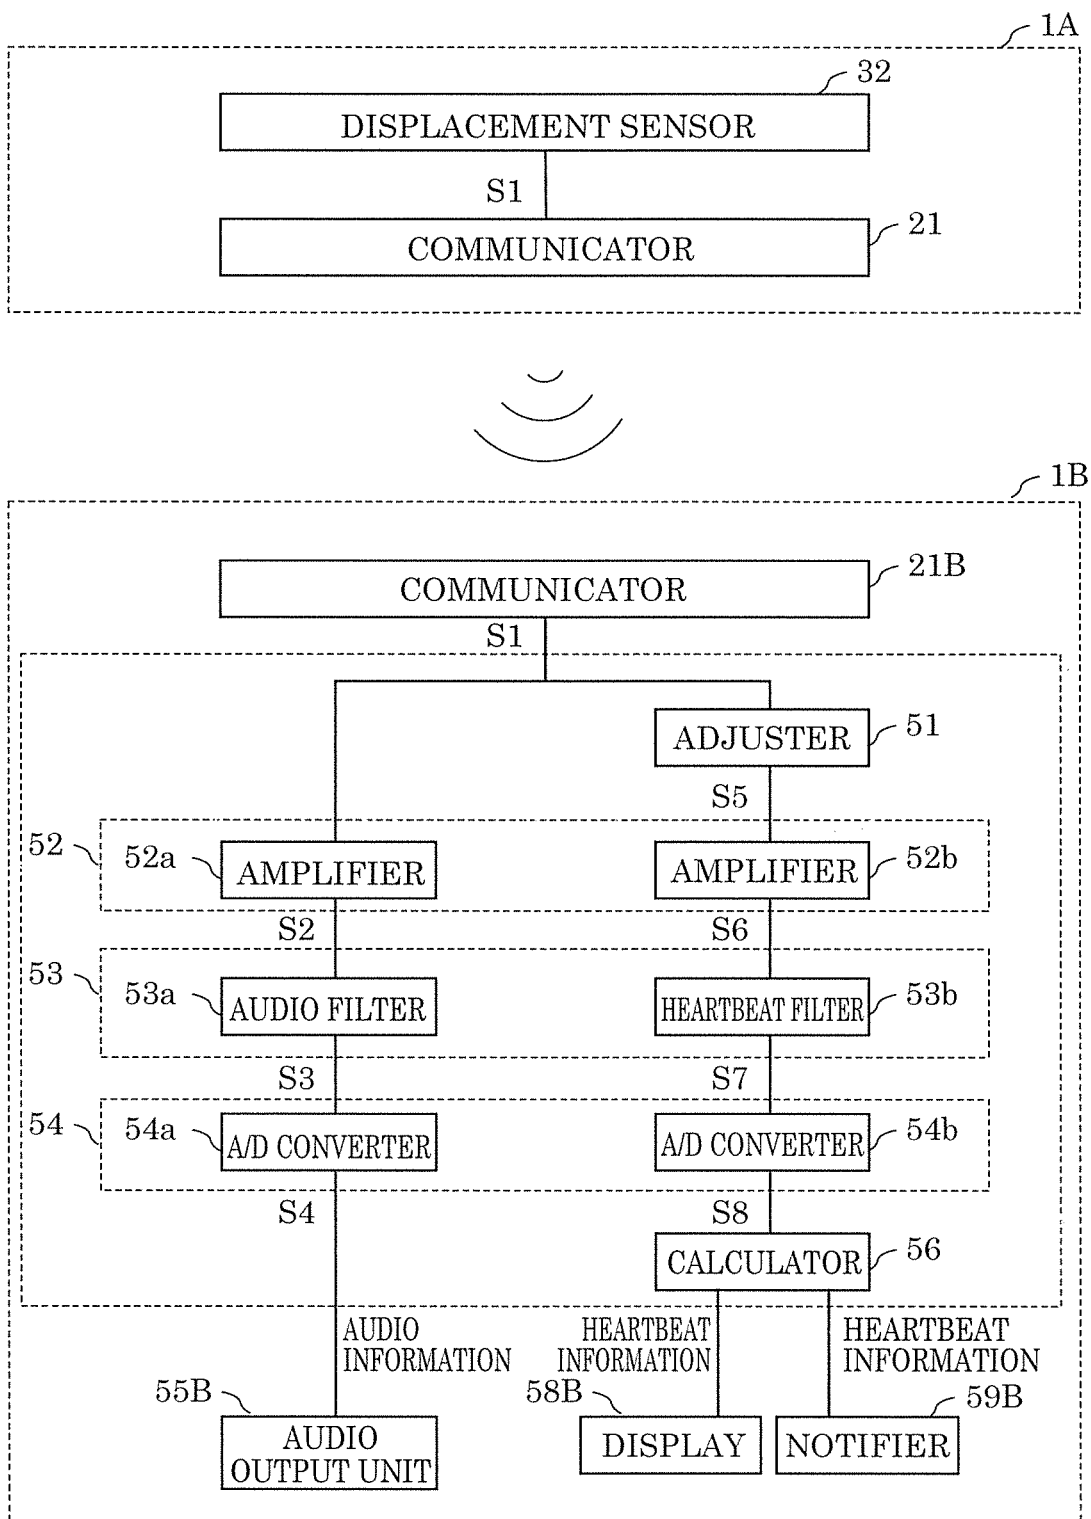 1A
32
DISPLACEMENT SENSOR
S1
21
COMMUNICATOR
1B
21B
COMMUNICATOR
S1
51
ADJUSTER
S5
52
52a
AMPLIFIER
AMPLIFIER
52b
S2
S6
53
53a
AUDIO FILTER
HEARTBEAT FILTER
53b
S3
S7
54
54a
A/D CONVERTER
A/D CONVERTER
54b
S4
S8
CALCULATOR
56
AUDIO
INFORMATION
HEARTBEAT
INFORMATION
HEARTBEAT
INFORMATION
55B
58B
59B
AUDIO
OUTPUT UNIT
DISPLAY
NOTIFIER